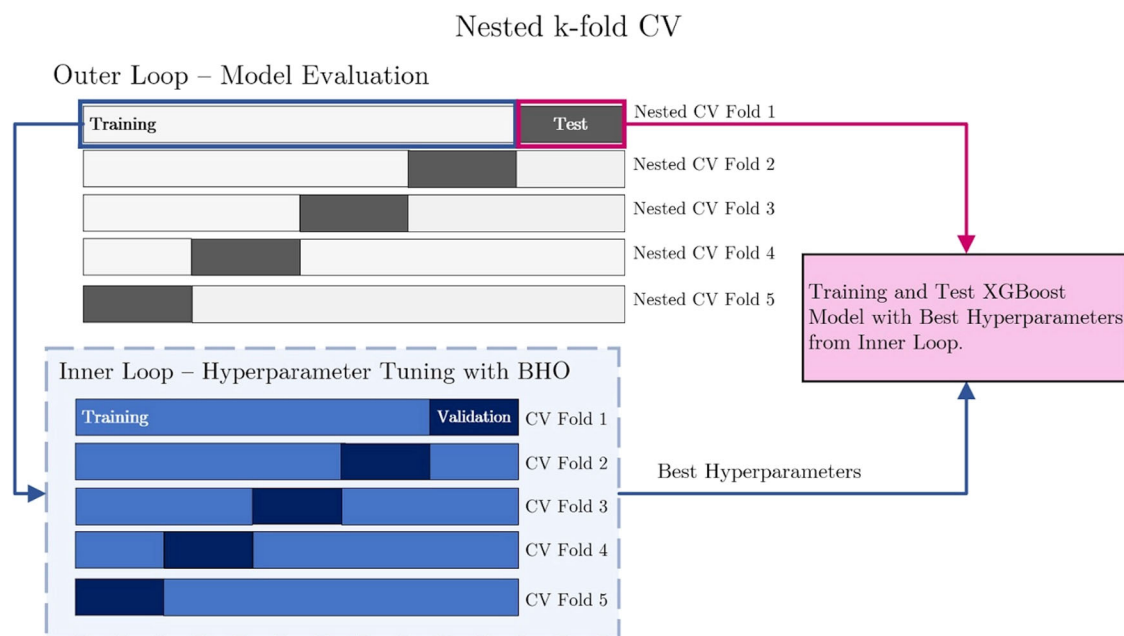 Nested k-fold CV
Outer Loop – Model Evaluation
Training
Test
Nested CV Fold 1
Nested CV Fold 2
Nested CV Fold 3
Nested CV Fold 4
Nested CV Fold 5
Training and Test XGBoost
Model with Best Hyperparameters
from Inner Loop.
Inner Loop – Hyperparameter Tuning with BHO
Training
Validation
CV Fold 1
CV Fold 2
CV Fold 3
CV Fold 4
CV Fold 5
Best Hyperparameters